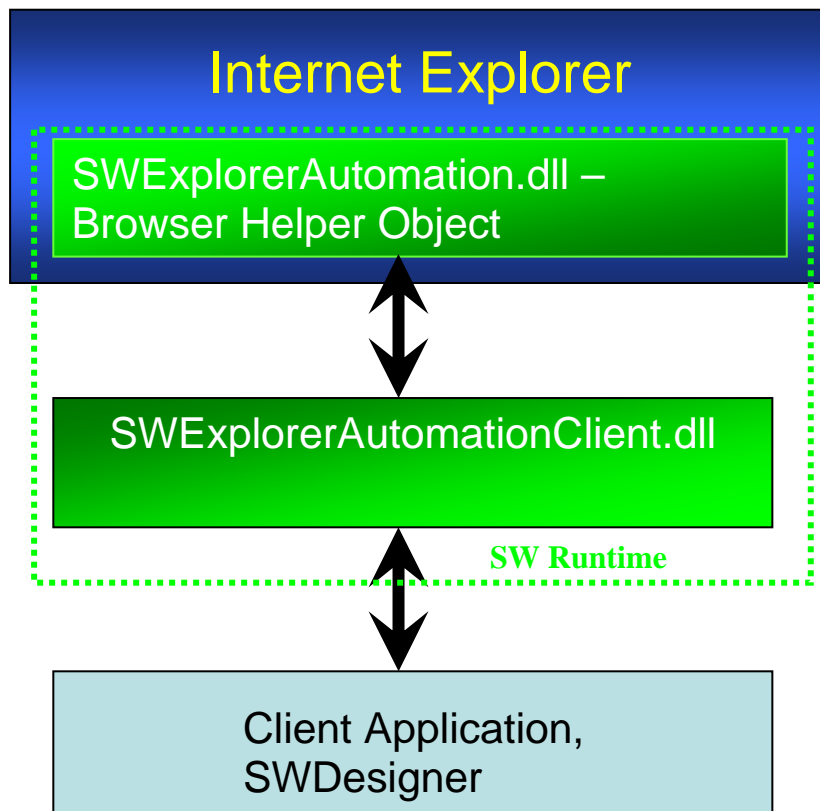 Internet Explorer
SWExplorerAutomation.dll –
Browser Helper Object
SWExplorerAutomationClient.dll
SW Runtime
Client Application,
SWDesigner